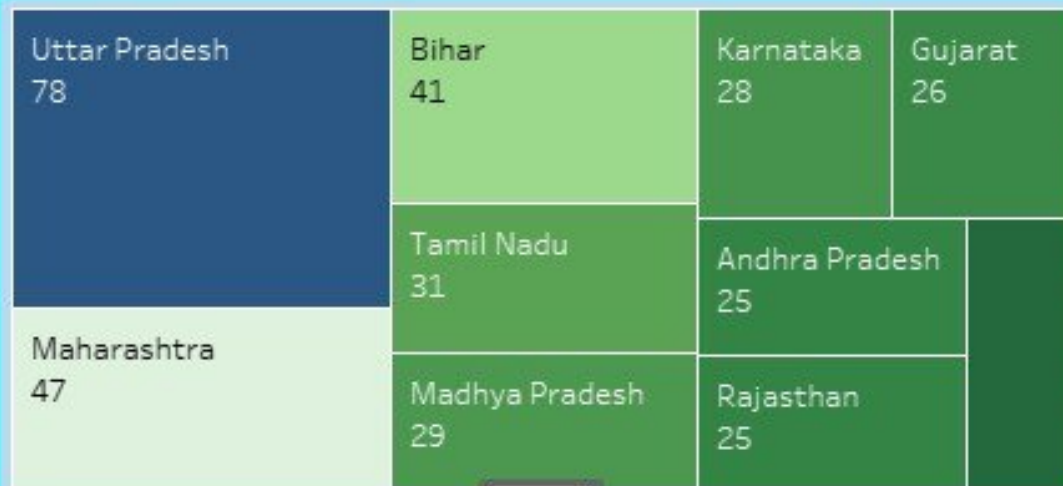 Uttar Pradesh
78
Maharashtra
47
Bihar
41
Tamil Nadu
31
Madhya Pradesh
29
Karnataka
28
Gujarat
26
Andhra Pradesh
25
Rajasthan
25